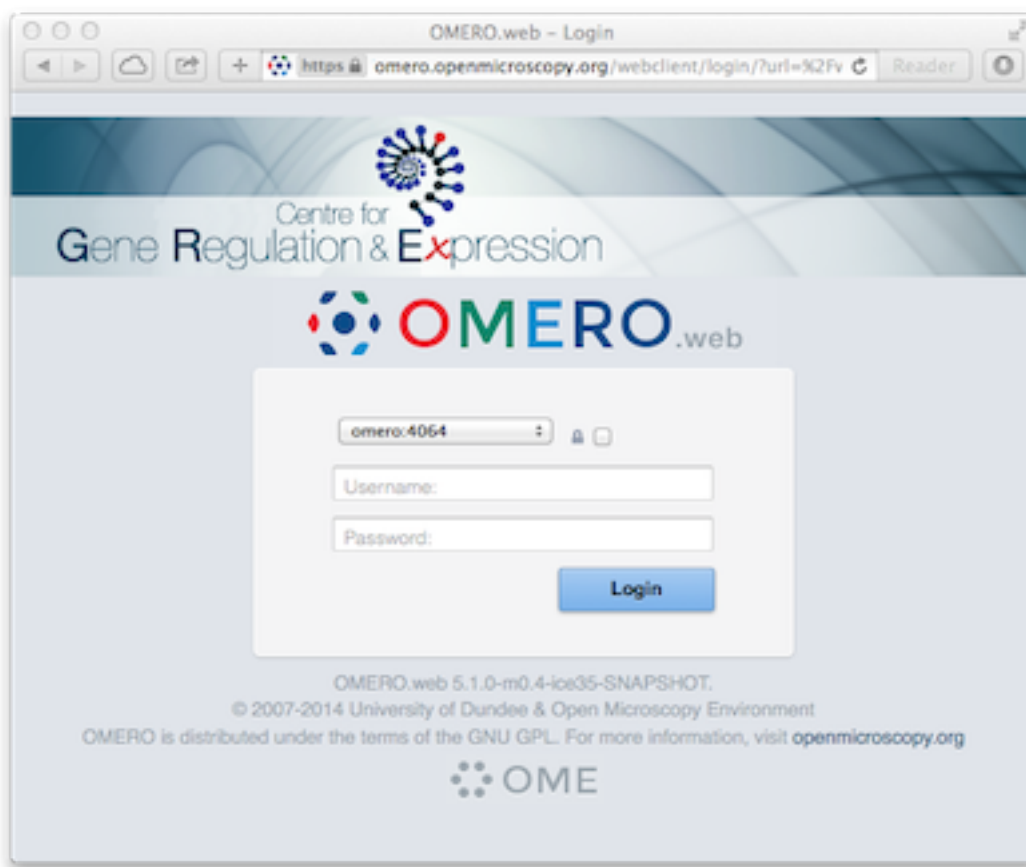 OMERO.web – Login
https omero.openmicroscopy.org/webclient/login/?url=%2Fv Reader
Centre for
Gene Regulation & Expression
OMERO.web
omero:4064
Username:
Password:
Login
OMERO.web 5.1.0-m0.4-ice35-SNAPSHOT.
© 2007-2014 University of Dundee & Open Microscopy Environment
OMERO is distributed under the terms of the GNU GPL. For more information, visit openmicroscopy.org
OME